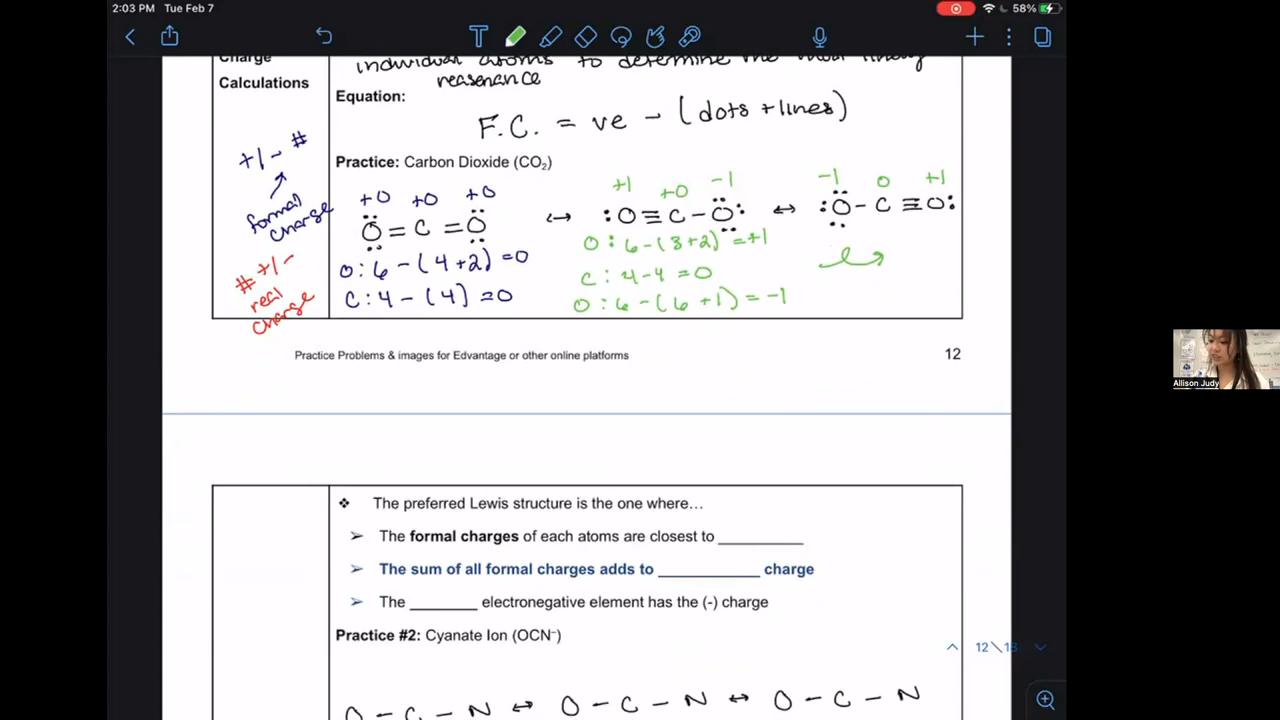 2:03 PM Tue Feb 7
58%
Charge
Calculations
individual atoms to determine the most likely
reasenance
Equation:
F.C. = ve - (dots + lines)
+/- #
formal
charge
# +/-
real
charge
Practice: Carbon Dioxide (CO₂)
+0 +0 +0
O = C = O
O: 6 - (4+2) = 0
C: 4 - (4) = 0
↔
+1 +0 -1
:O ≡ C - O:
O: 6 - (3+2) = +1
C: 4-4 = 0
O: 6 - (6+1) = -1
↔
-1 0 +1
:O - C ≡ O:
Practice Problems & images for Edvantage or other online platforms
12
❖ The preferred Lewis structure is the one where…
➢ The formal charges of each atoms are closest to __________
➢ The sum of all formal charges adds to ____________ charge
➢ The ________ electronegative element has the (-) charge
Practice #2: Cyanate Ion (OCN⁻)
O - C - N ↔ O - C - N ↔ O - C - N
Allison Judy